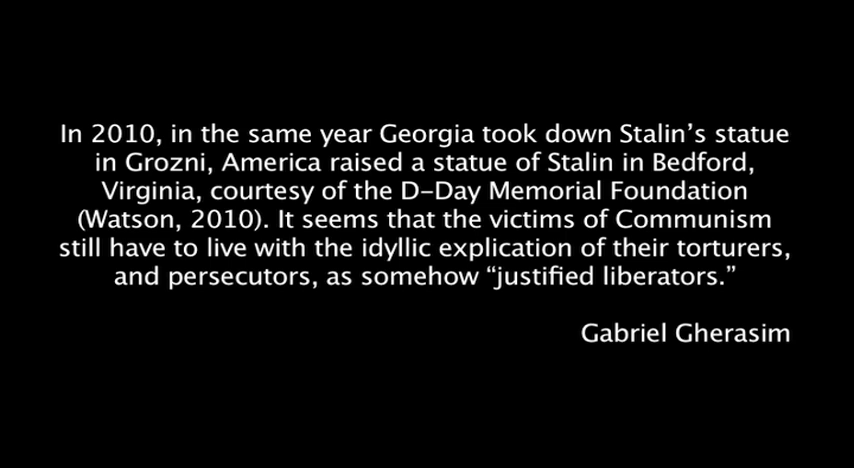 In 2010, in the same year Georgia took down Stalin’s statue
in Grozni, America raised a statue of Stalin in Bedford,
Virginia, courtesy of the D-Day Memorial Foundation
(Watson, 2010). It seems that the victims of Communism
still have to live with the idyllic explication of their torturers,
and persecutors, as somehow “justified liberators.”
Gabriel Gherasim